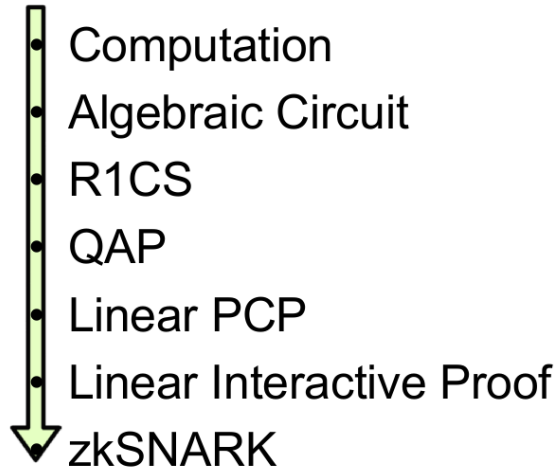 Computation
Algebraic Circuit
R1CS
QAP
Linear PCP
Linear Interactive Proof
zkSNARK